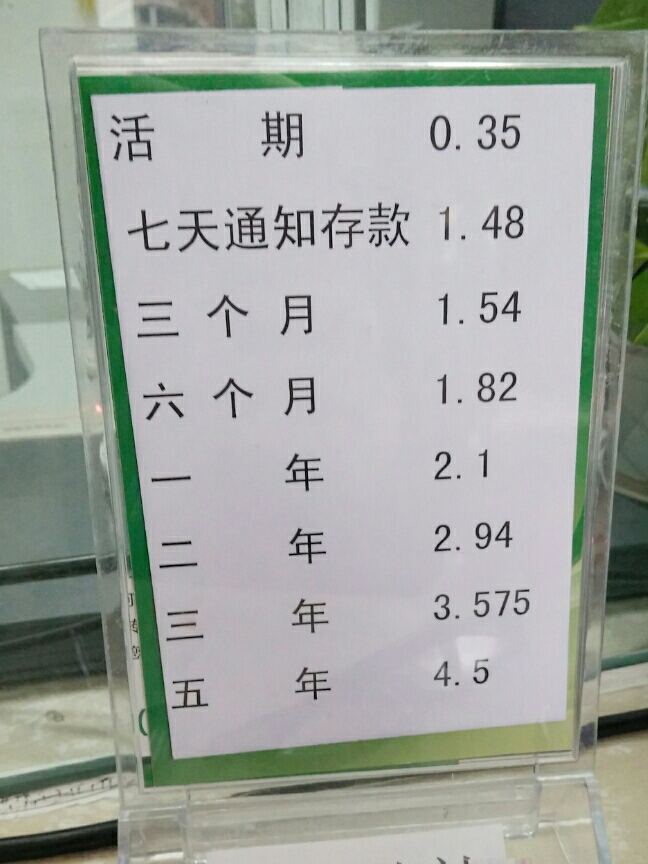 活期 0.35
七天通知存款 1.48
三个月 1.54
六个月 1.82
一年 2.1
二年 2.94
三年 3.575
五年 4.5